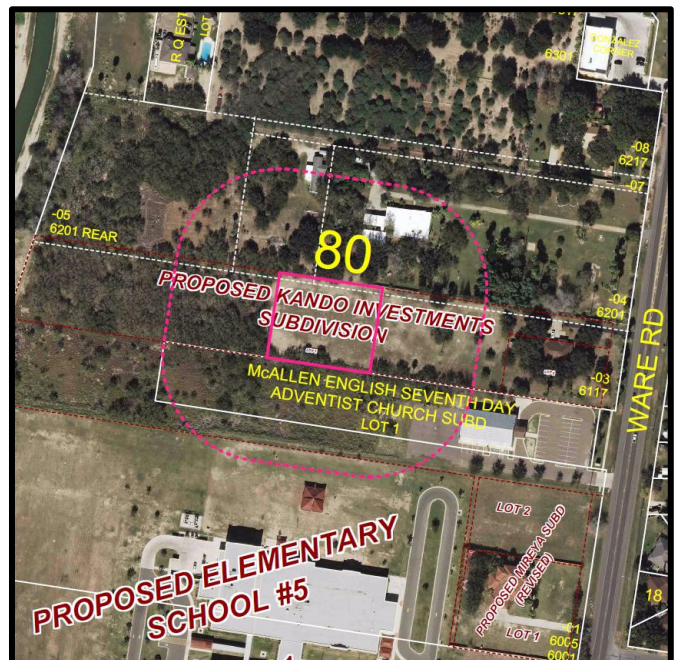 R Q EST
LOT
GONZALEZ
CORNER
6301
-08
6217
-07
-05
6201 REAR
80
PROPOSED KANDO INVESTMENTS
SUBDIVISION
-04
6201
WARE RD
-03
6117
McALLEN ENGLISH SEVENTH DAY
ADVENTIST CHURCH SUBD
LOT 1
LOT 2
PROPOSED MIREYA SUBD
(REVISED)
LOT 1
PROPOSED ELEMENTARY
SCHOOL #5
18
-01
6005
6001